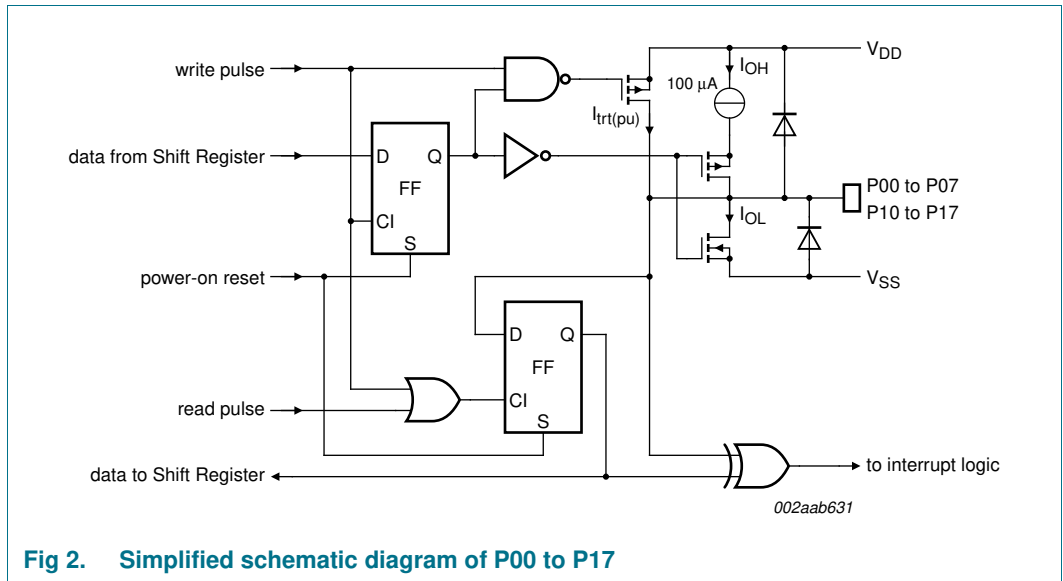 write pulse
data from Shift Register
power-on reset
read pulse
data to Shift Register
D
Q
FF
CI
S
D
Q
FF
CI
S
VDD
IOH
100 μA
Itrt(pu)
P00 to P07
P10 to P17
IOL
VSS
to interrupt logic
002aab631
Fig 2. Simplified schematic diagram of P00 to P17